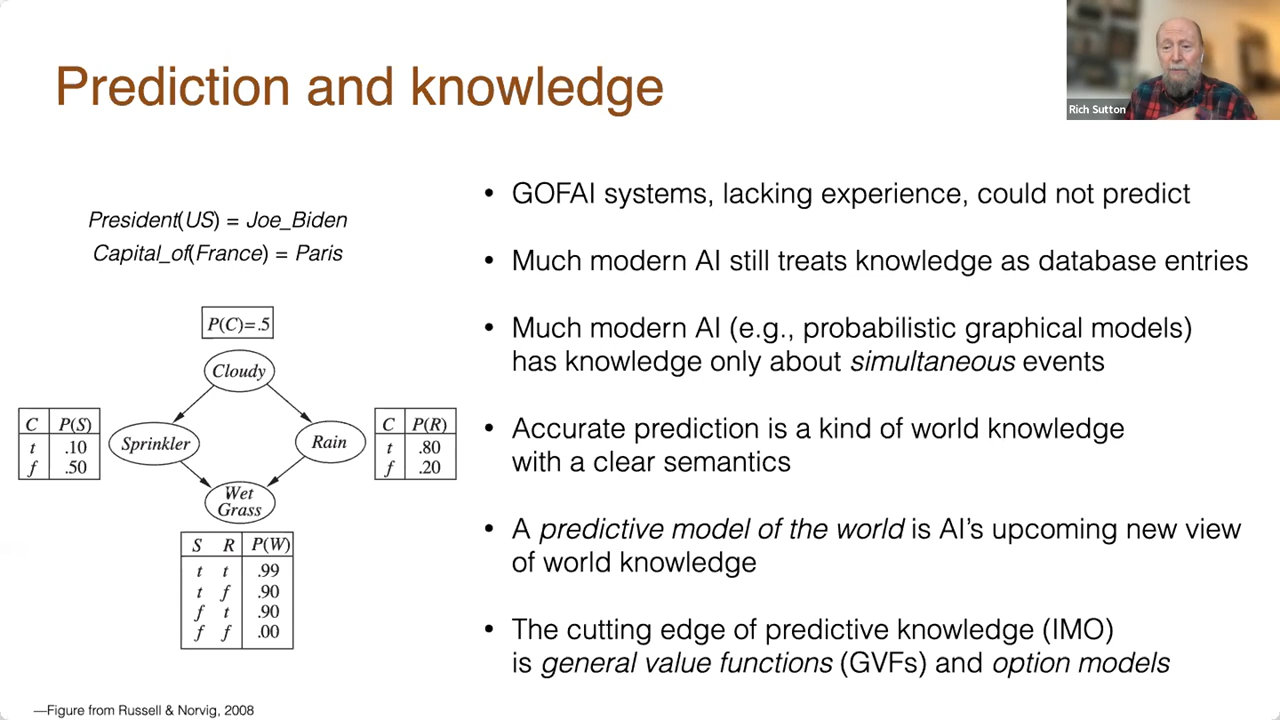 Prediction and knowledge
Rich Sutton
President(US) = Joe_Biden
Capital_of(France) = Paris
P(C)=.5
Cloudy
C P(S)
t .10
f .50
Sprinkler
Rain
C P(R)
t .80
f .20
Wet
Grass
S R P(W)
t t .99
t f .90
f t .90
f f .00
—Figure from Russell & Norvig, 2008
• GOFAI systems, lacking experience, could not predict
• Much modern AI still treats knowledge as database entries
• Much modern AI (e.g., probabilistic graphical models)
has knowledge only about simultaneous events
• Accurate prediction is a kind of world knowledge
with a clear semantics
• A predictive model of the world is AI’s upcoming new view
of world knowledge
• The cutting edge of predictive knowledge (IMO)
is general value functions (GVFs) and option models